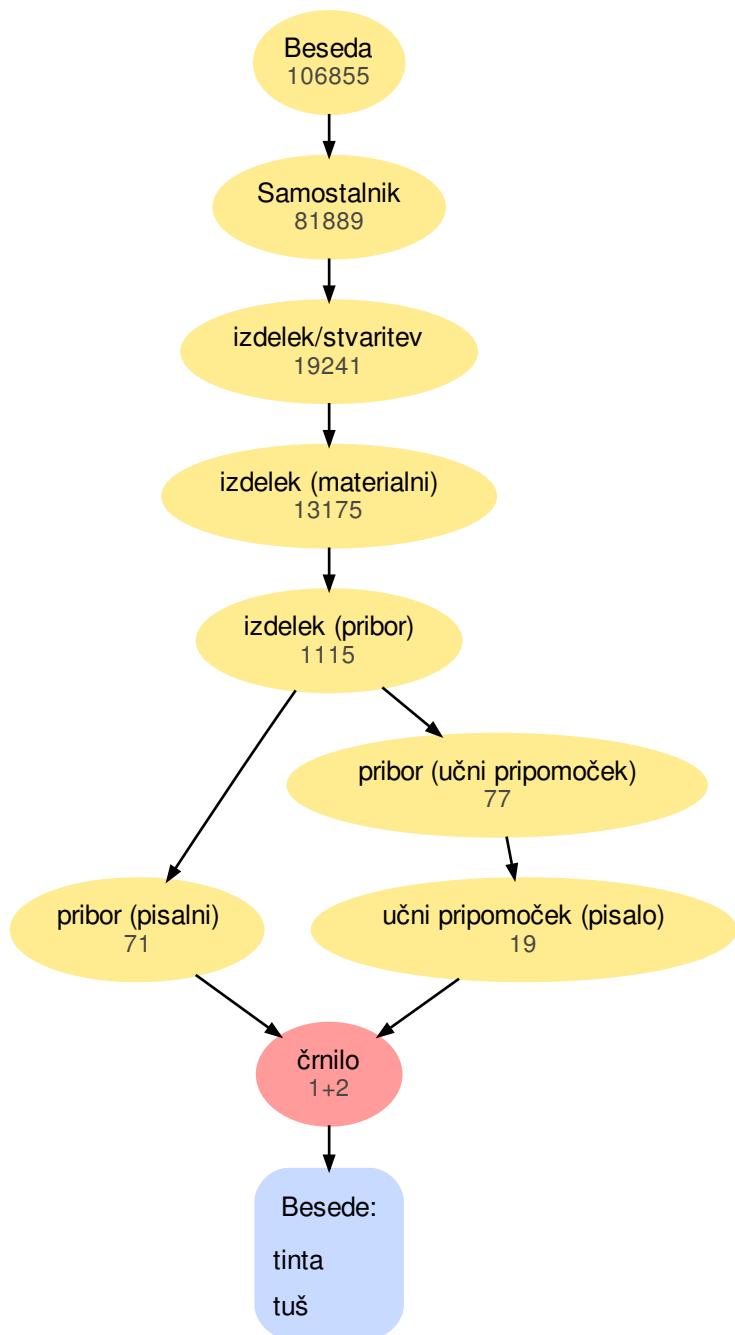 Beseda
106855
Samostalnik
81889
izdelek/stvaritev
19241
izdelek (materialni)
13175
izdelek (pribor)
1115
pribor (učni pripomoček)
77
pribor (pisalni)
71
učni pripomoček (pisalo)
19
črnilo
1+2
Besede:
tinta
tuš